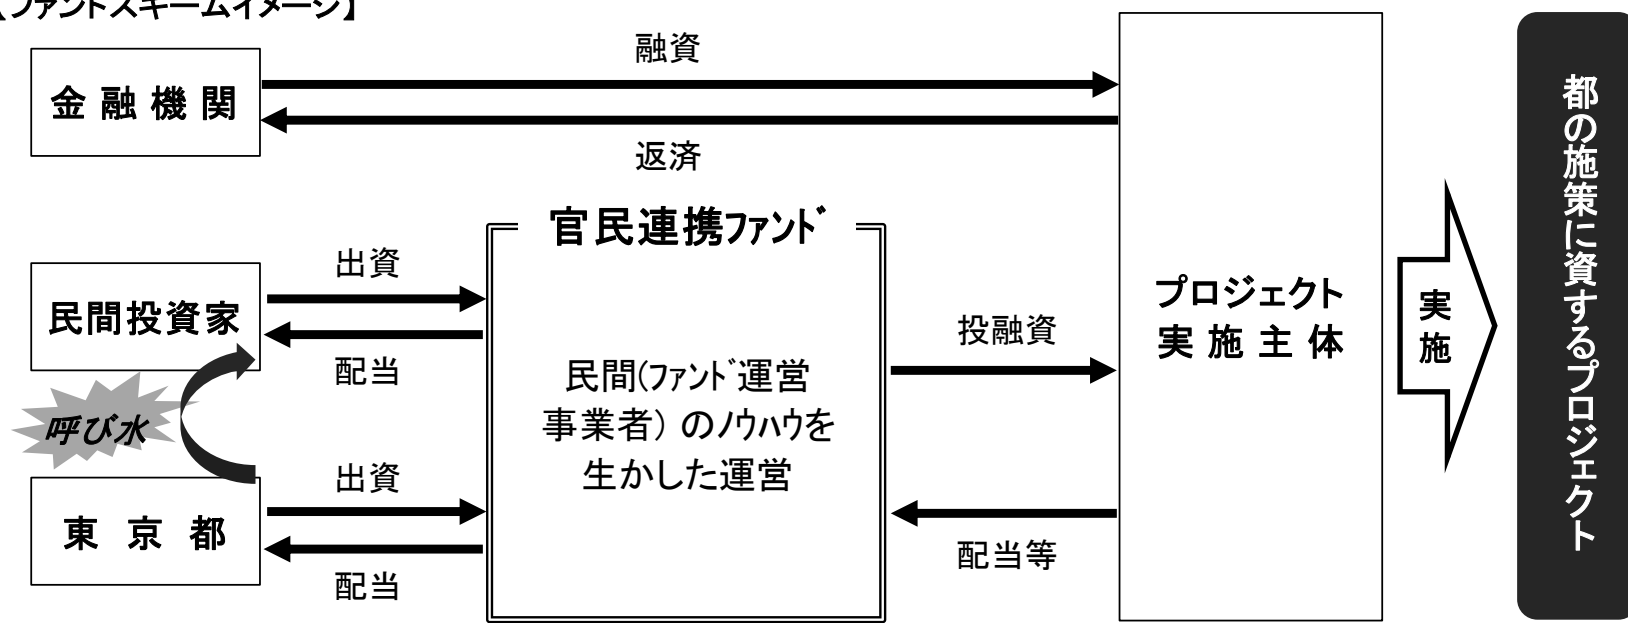 【ファンドスキームイメージ】
融資
金融機関
返済
官民連携ﾌｧﾝﾄﾞ
出資
民間投資家
配当
呼び水
出資
東京都
配当
民間(ﾌｧﾝﾄﾞ運営
事業者）のﾉｳﾊｳを
生かした運営
投融資
配当等
プロジェクト
実施主体
実施
都の施策に資するプロジェクト